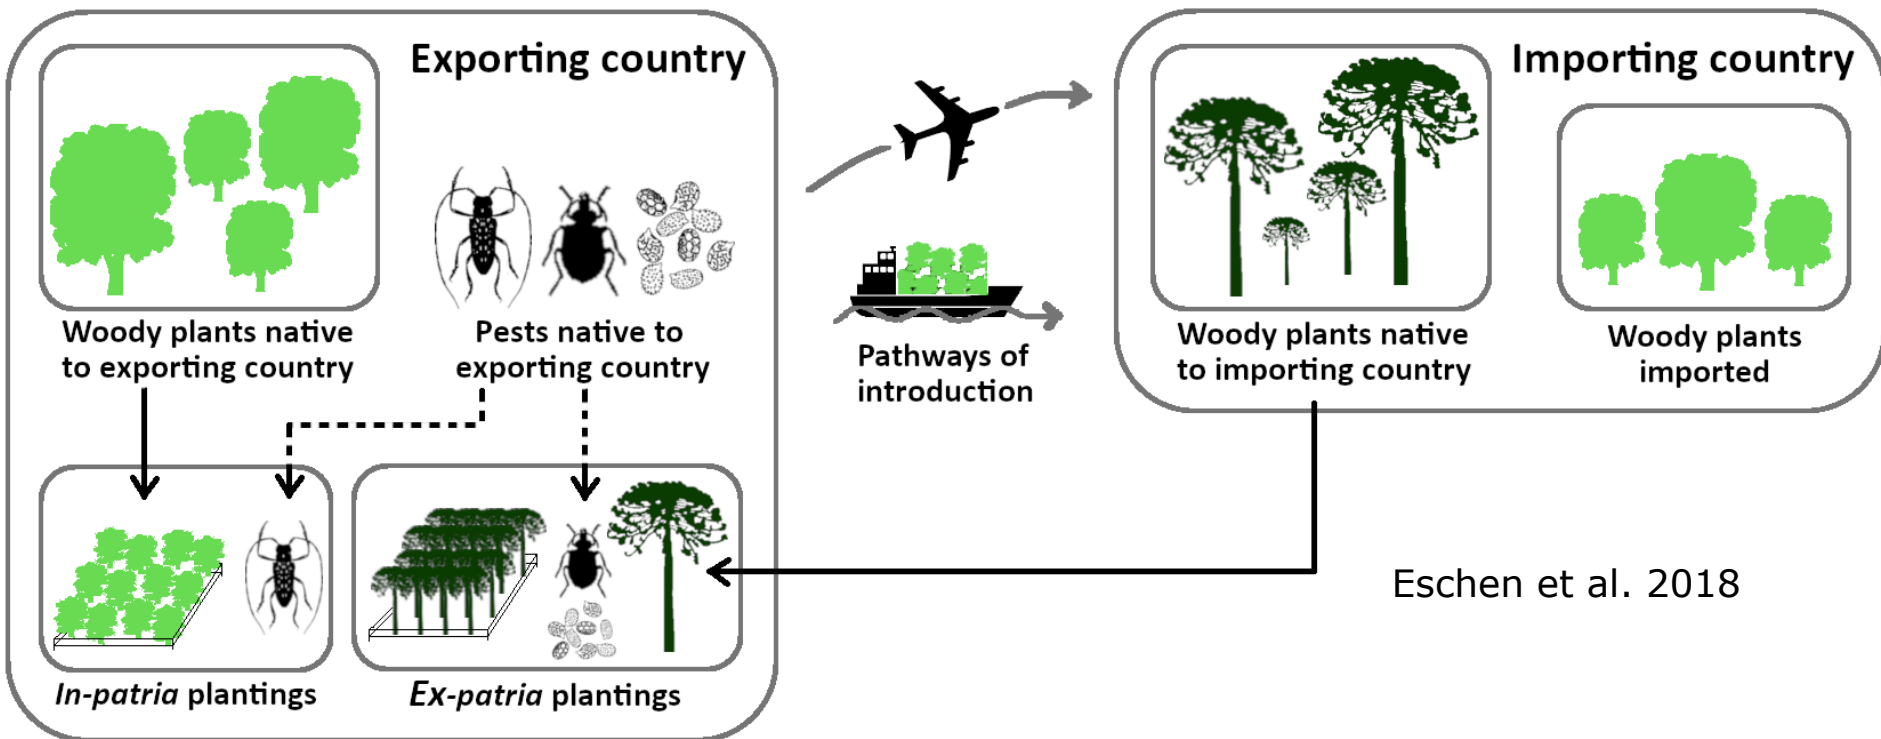 Exporting country
Woody plants native
to exporting country
Pests native to
exporting country
In-patria plantings
Ex-patria plantings
Pathways of
introduction
Importing country
Woody plants native
to importing country
Woody plants
imported
Eschen et al. 2018